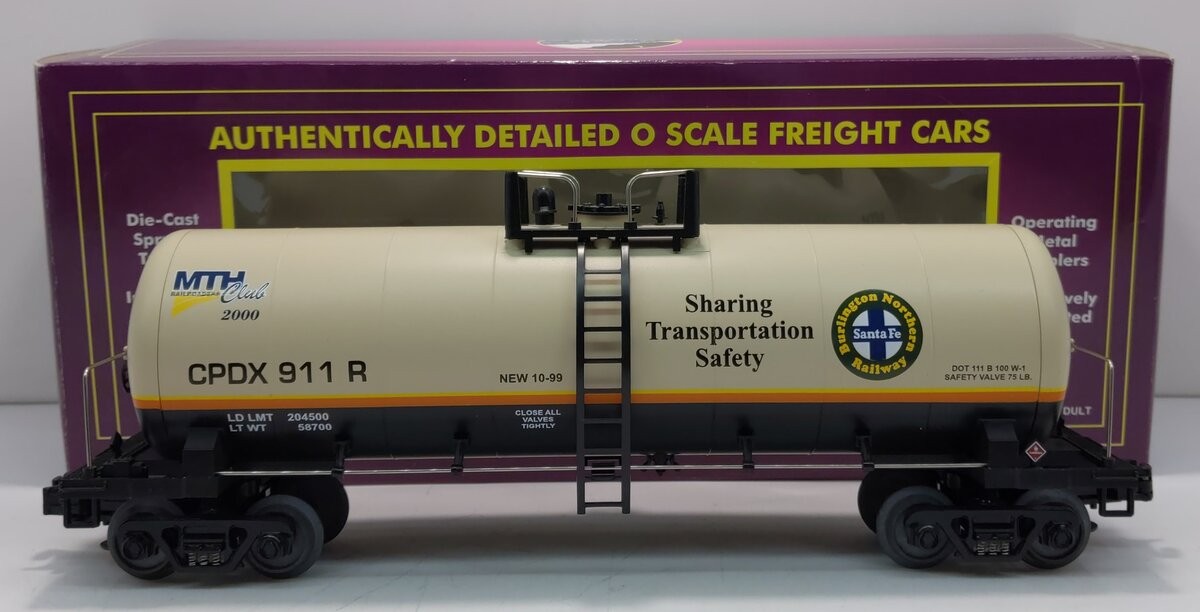 AUTHENTICALLY DETAILED O SCALE FREIGHT CARS
Die-Cast
Operating
MTH
RAILROADERS Club
2000
CPDX 911 R
NEW 10-99
LD LMT 204500
LT WT 58700
CLOSE ALL
VALVES
TIGHTLY
Sharing
Transportation
Safety
Burlington Northern
Santa Fe
Railway
DOT 111 B 100 W-1
SAFETY VALVE 75 LB.